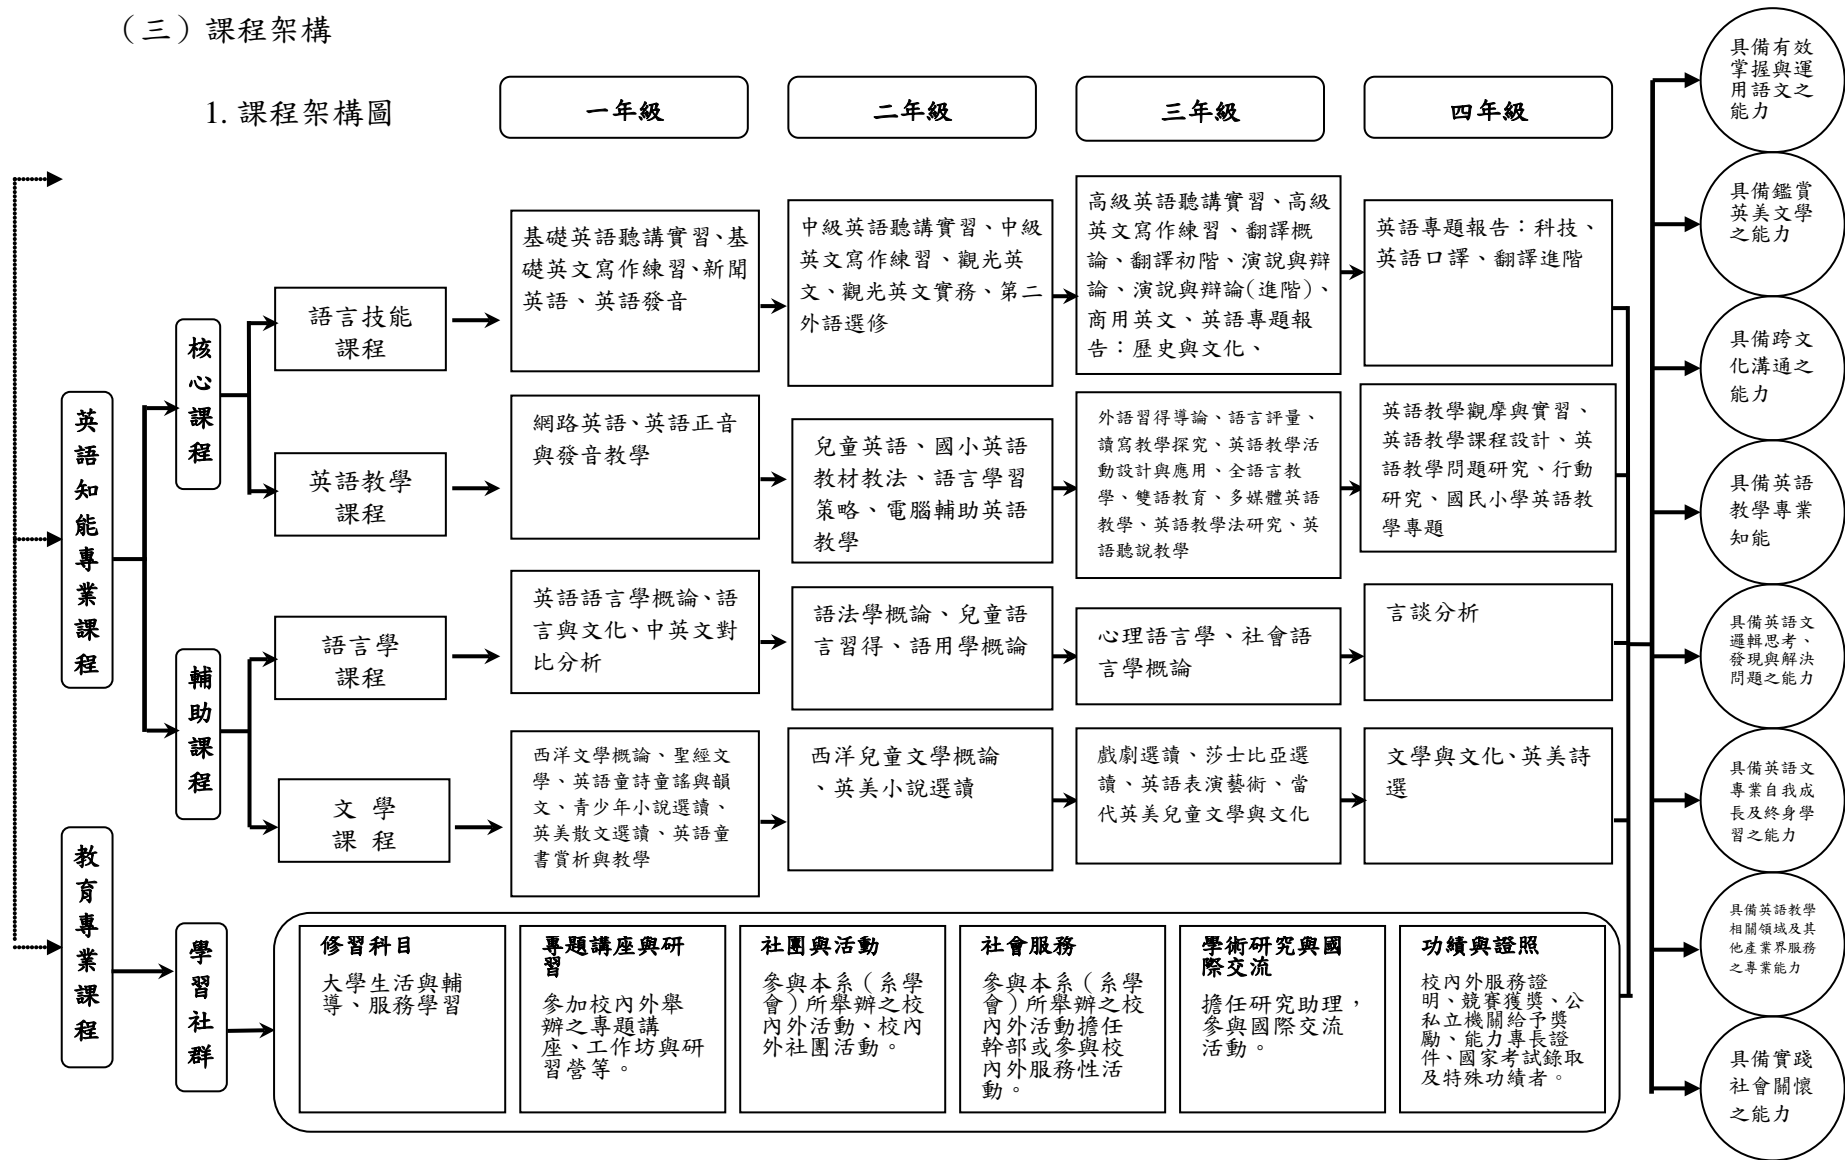 （三）課程架構
1. 課程架構圖
一年級
二年級
三年級
四年級
英語知能專業課程
核心課程
語言技能
課程
基礎英語聽講實習、基
礎英文寫作練習、新聞
英語、英語發音
中級英語聽講實習、中級
英文寫作練習、觀光英
文、觀光英文實務、第二
外語選修
高級英語聽講實習、高級
英文寫作練習、翻譯概
論、翻譯初階、演說與辯
論、演說與辯論(進階)、
商用英文、英語專題報
告：歷史與文化、
英語專題報告：科技、
英語口譯、翻譯進階
英語教學
課程
網路英語、英語正音
與發音教學
兒童英語、國小英語
教材教法、語言學習
策略、電腦輔助英語
教學
外語習得導論、語言評量、
讀寫教學探究、英語教學活
動設計與應用、全語言教
學、雙語教育、多媒體英語
教學、英語教學法研究、英
語聽說教學
英語教學觀摩與實習、
英語教學課程設計、英
語教學問題研究、行動
研究、國民小學英語教
學專題
輔助課程
語言學
課程
英語語言學概論、語
言與文化、中英文對
比分析
語法學概論、兒童語
言習得、語用學概論
心理語言學、社會語
言學概論
言談分析
文 學
課 程
西洋文學概論、聖經文
學、英語童詩童謠與韻
文、青少年小說選讀、
英美散文選讀、英語童
書賞析與教學
西洋兒童文學概論
、英美小說選讀
戲劇選讀、莎士比亞選
讀、英語表演藝術、當
代英美兒童文學與文化
文學與文化、英美詩
選
教育專業課程
學習社群
修習科目
大學生活與輔
導、服務學習
專題講座與研
習
參加校內外舉
辦之專題講
座、工作坊與研
習營等。
社團與活動
參與本系（系學
會）所舉辦之校
內外活動、校內
外社團活動。
社會服務
參與本系（系學
會）所舉辦之校
內外活動擔任
幹部或參與校
內外服務性活
動。
學術研究與國
際交流
擔任研究助理，
參與國際交流
活動。
功績與證照
校內外服務證
明、競賽獲獎、公
私立機關給予獎
勵、能力專長證
件、國家考試錄取
及特殊功績者。
具備有效
掌握與運
用語文之
能力
具備鑑賞
英美文學
之能力
具備跨文
化溝通之
能力
具備英語
教學專業
知能
具備英語文
邏輯思考、
發現與解決
問題之能力
具備英語文
專業自我成
長及終身學
習之能力
具備英語教學
相關領域及其
他產業界服務
之專業能力
具備實踐
社會關懷
之能力